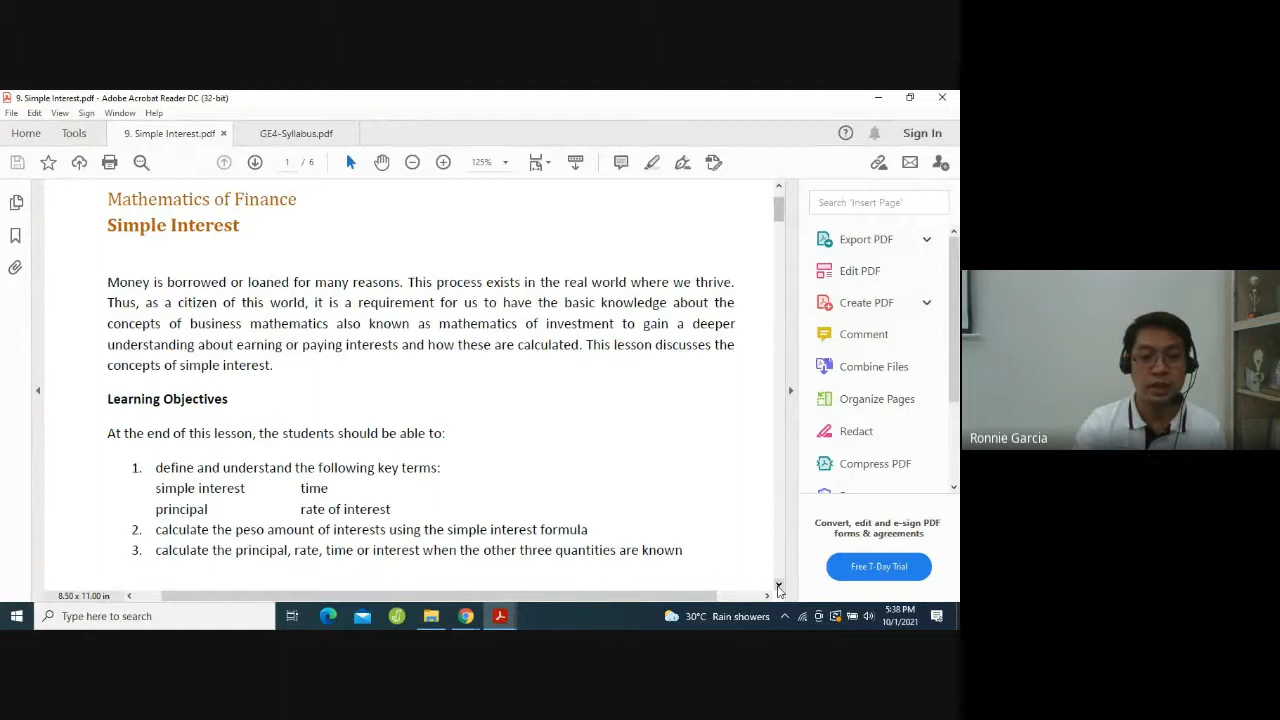 9. Simple Interest.pdf - Adobe Acrobat Reader DC (32-bit)
File Edit View Sign Window Help
Home Tools 9. Simple Interest.pdf × GE4-Syllabus.pdf Sign In
1 / 6 125%
Mathematics of Finance
Simple Interest
Money is borrowed or loaned for many reasons. This process exists in the real world where we thrive.
Thus, as a citizen of this world, it is a requirement for us to have the basic knowledge about the
concepts of business mathematics also known as mathematics of investment to gain a deeper
understanding about earning or paying interests and how these are calculated. This lesson discusses the
concepts of simple interest.
Learning Objectives
At the end of this lesson, the students should be able to:
1. define and understand the following key terms:
simple interest time
principal rate of interest
2. calculate the peso amount of interests using the simple interest formula
3. calculate the principal, rate, time or interest when the other three quantities are known
8.50 x 11.00 in
Search 'Insert Page'
Export PDF
Edit PDF
Create PDF
Comment
Combine Files
Organize Pages
Redact
Compress PDF
Convert, edit and e-sign PDF
forms & agreements
Free 7-Day Trial
Type here to search
30°C Rain showers
5:38 PM
10/1/2021
Ronnie Garcia